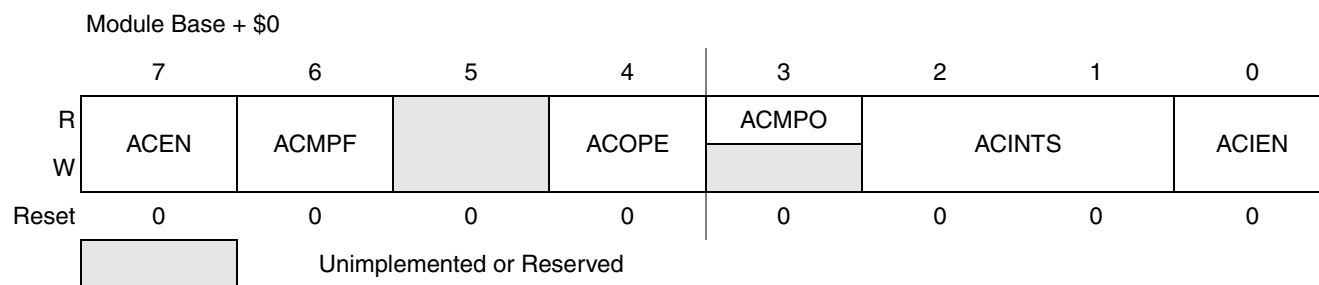 Module Base + $0
7 6 5 4 3 2 1 0
R
W
ACEN ACMPF ACOPE ACMPO ACINTS ACIEN
Reset 0 0 0 0 0 0 0 0
Unimplemented or Reserved